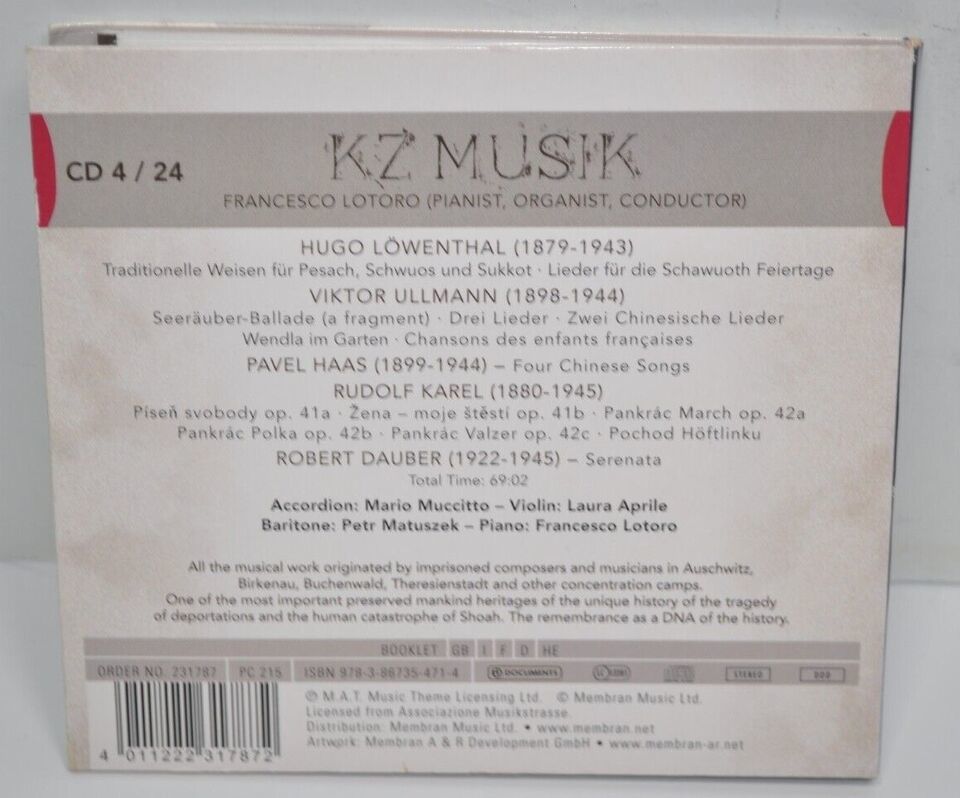 CD 4 / 24
KZ MUSIK
FRANCESCO LOTORO (PIANIST, ORGANIST, CONDUCTOR)
HUGO LÖWENTHAL (1879-1943)
Traditionelle Weisen für Pesach, Schwuos und Sukkot · Lieder für die Schawuoth Feiertage
VIKTOR ULLMANN (1898-1944)
Seeräuber-Ballade (a fragment) · Drei Lieder · Zwei Chinesische Lieder
Wendla im Garten · Chansons des enfants françaises
PAVEL HAAS (1899-1944) – Four Chinese Songs
RUDOLF KAREL (1880-1945)
Píseň svobody op. 41a · Žena – moje štěstí op. 41b · Pankrác March op. 42a
Pankrác Polka op. 42b · Pankrác Valzer op. 42c · Pochod Höftlinku
ROBERT DAUBER (1922-1945) – Serenata
Total Time: 69:02
Accordion: Mario Muccitto – Violin: Laura Aprile
Baritone: Petr Matuszek – Piano: Francesco Lotoro
All the musical work originated by imprisoned composers and musicians in Auschwitz,
Birkenau, Buchenwald, Theresienstadt and other concentration camps.
One of the most important preserved mankind heritages of the unique history of the tragedy
of deportations and the human catastrophe of Shoah. The remembrance as a DNA of the history.
BOOKLET GB I F D HE
ORDER NO. 231787 PC 215 ISBN 978-3-86735-471-4 DOCUMENTS STEREO DDD
℗ M.A.T. Music Theme Licensing Ltd. © Membran Music Ltd.
Licensed from Associazione Musikstrasse.
Distribution: Membran Music Ltd. • www.membran.net
Artwork: Membran A & R Development GmbH • www.membran-ar.net
4 011222 317872